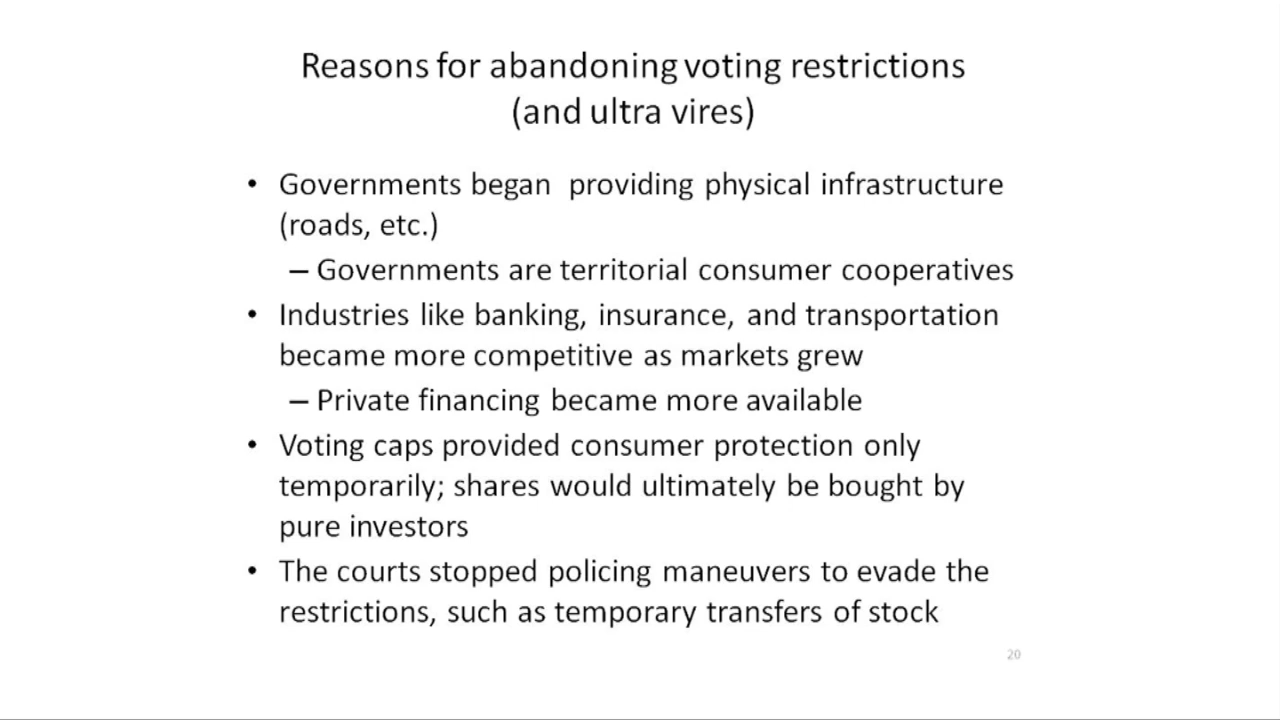 Reasons for abandoning voting restrictions
(and ultra vires)
• Governments began providing physical infrastructure
(roads, etc.)
– Governments are territorial consumer cooperatives
• Industries like banking, insurance, and transportation
became more competitive as markets grew
– Private financing became more available
• Voting caps provided consumer protection only
temporarily; shares would ultimately be bought by
pure investors
• The courts stopped policing maneuvers to evade the
restrictions, such as temporary transfers of stock
20